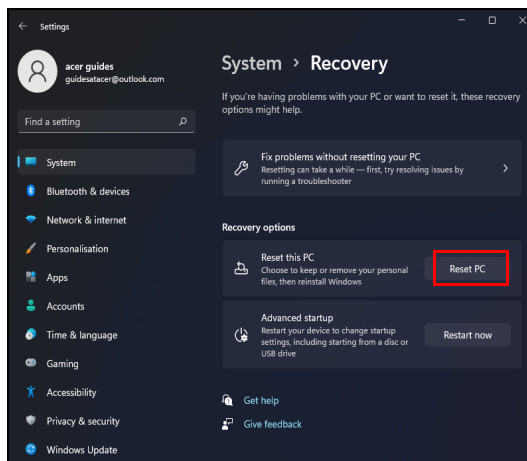 Settings
acer guides
guidesatacer@outlook.com
Find a setting
System
Bluetooth & devices
Network & internet
Personalisation
Apps
Accounts
Time & language
Gaming
Accessibility
Privacy & security
Windows Update
System > Recovery
If you're having problems with your PC or want to reset it, these recovery
options might help.
Fix problems without resetting your PC
Resetting can take a while — first, try resolving issues by
running a troubleshooter
Recovery options
Reset this PC
Choose to keep or remove your personal
files, then reinstall Windows
Reset PC
Advanced startup
Restart your device to change startup
settings, including starting from a disc or
USB drive
Restart now
Get help
Give feedback